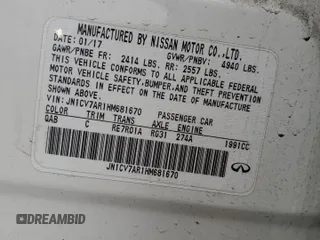 MANUFACTURED BY NISSAN MOTOR CO.,LTD.
DATE: 01/17 GVWR/PNBV: 4940 LBS.
GAWR/PNBE FR: 2414 LBS. RR: 2557 LBS.
THIS VEHICLE CONFORMS TO ALL APPLICABLE FEDERAL
MOTOR VEHICLE SAFETY,BUMPER,AND THEFT PREVENTION
STANDARDS IN EFFECT ON THE DATE OF MANUFACTURE
SHOWN ABOVE.
VIN: JN1CV7AR1HM681670 PASSENGER CAR
COLOR TRIM TRANS AXLE ENGINE
QAB C RE7R01A RG31 274A 1991CC
JN1CV7AR1HM681670
INFINITI
DREAMBID